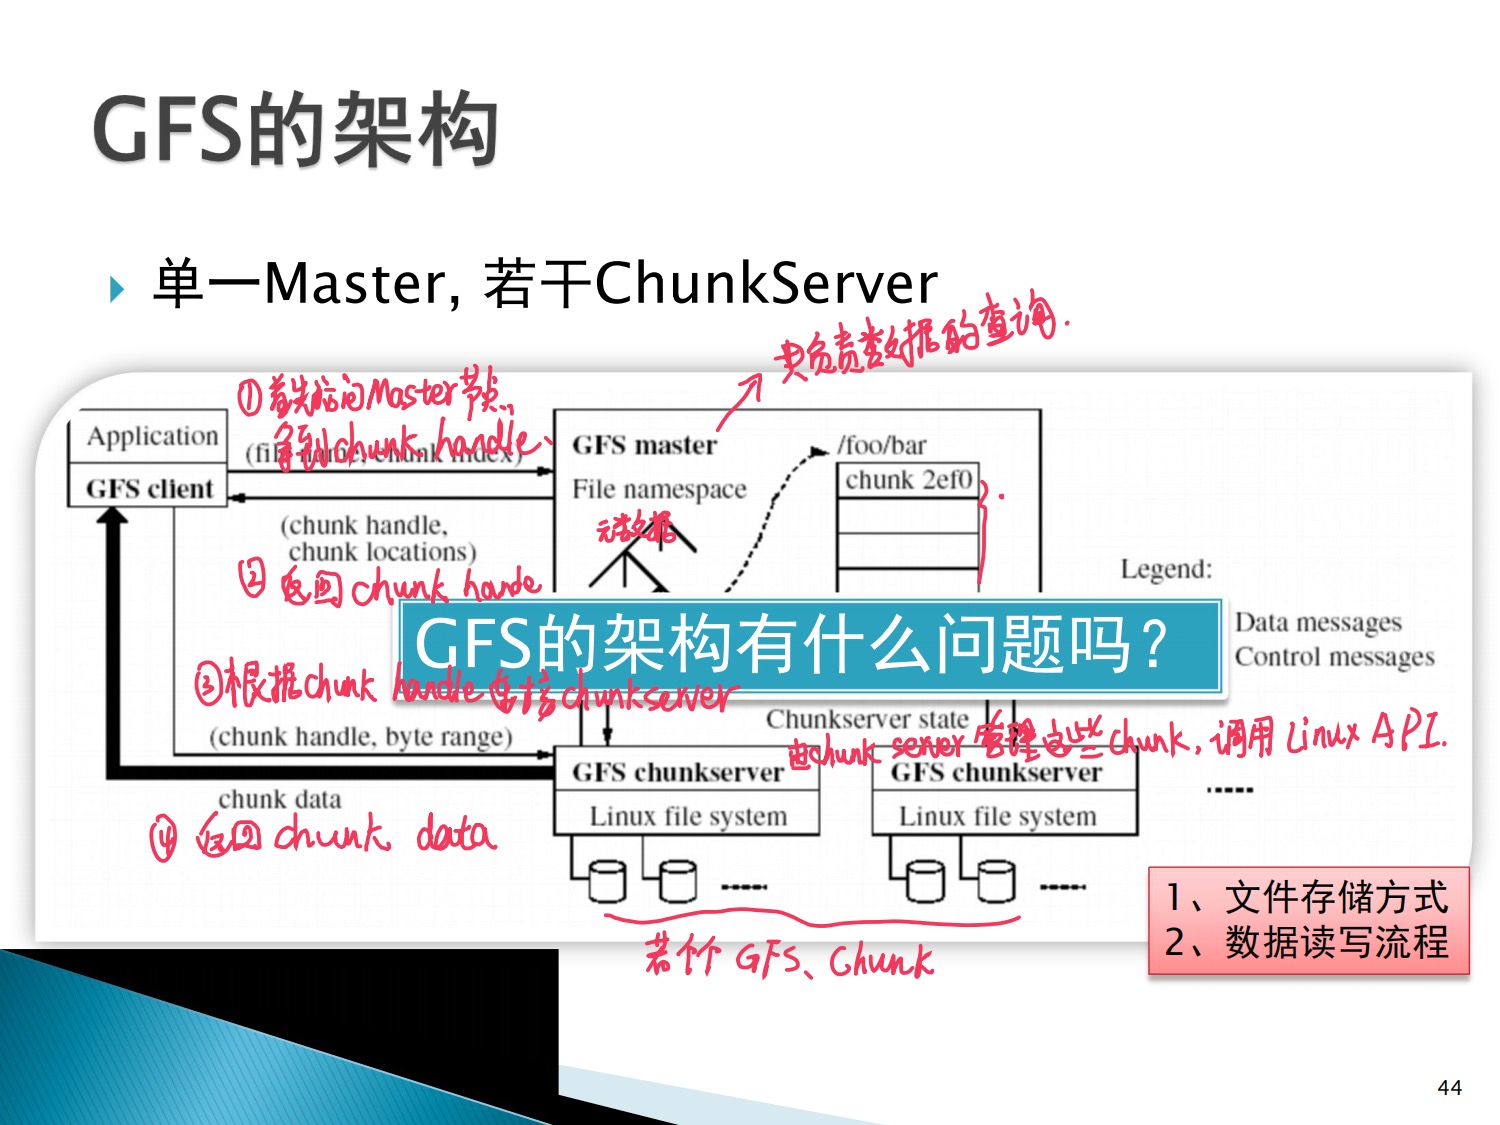 GFS的架构
单一Master, 若干ChunkServer
只负责数据的查询.
①首先访问Master节点,
得到chunk handle、
Application
GFS client
(file name, chunk index)
GFS master
/foo/bar
File namespace
chunk 2ef0
元数据
(chunk handle,
chunk locations)
② 返回 chunk hande
Legend:
Data messages
Control messages
GFS的架构有什么问题吗？
③根据chunk handle chunkserver
Chunkserver state
由chunk server管理这些chunk, 调用Linux API.
(chunk handle, byte range)
GFS chunkserver
GFS chunkserver
chunk data
Linux file system
Linux file system
④ 返回 chunk data
若个 GFS、Chunk
1、文件存储方式
2、数据读写流程
44